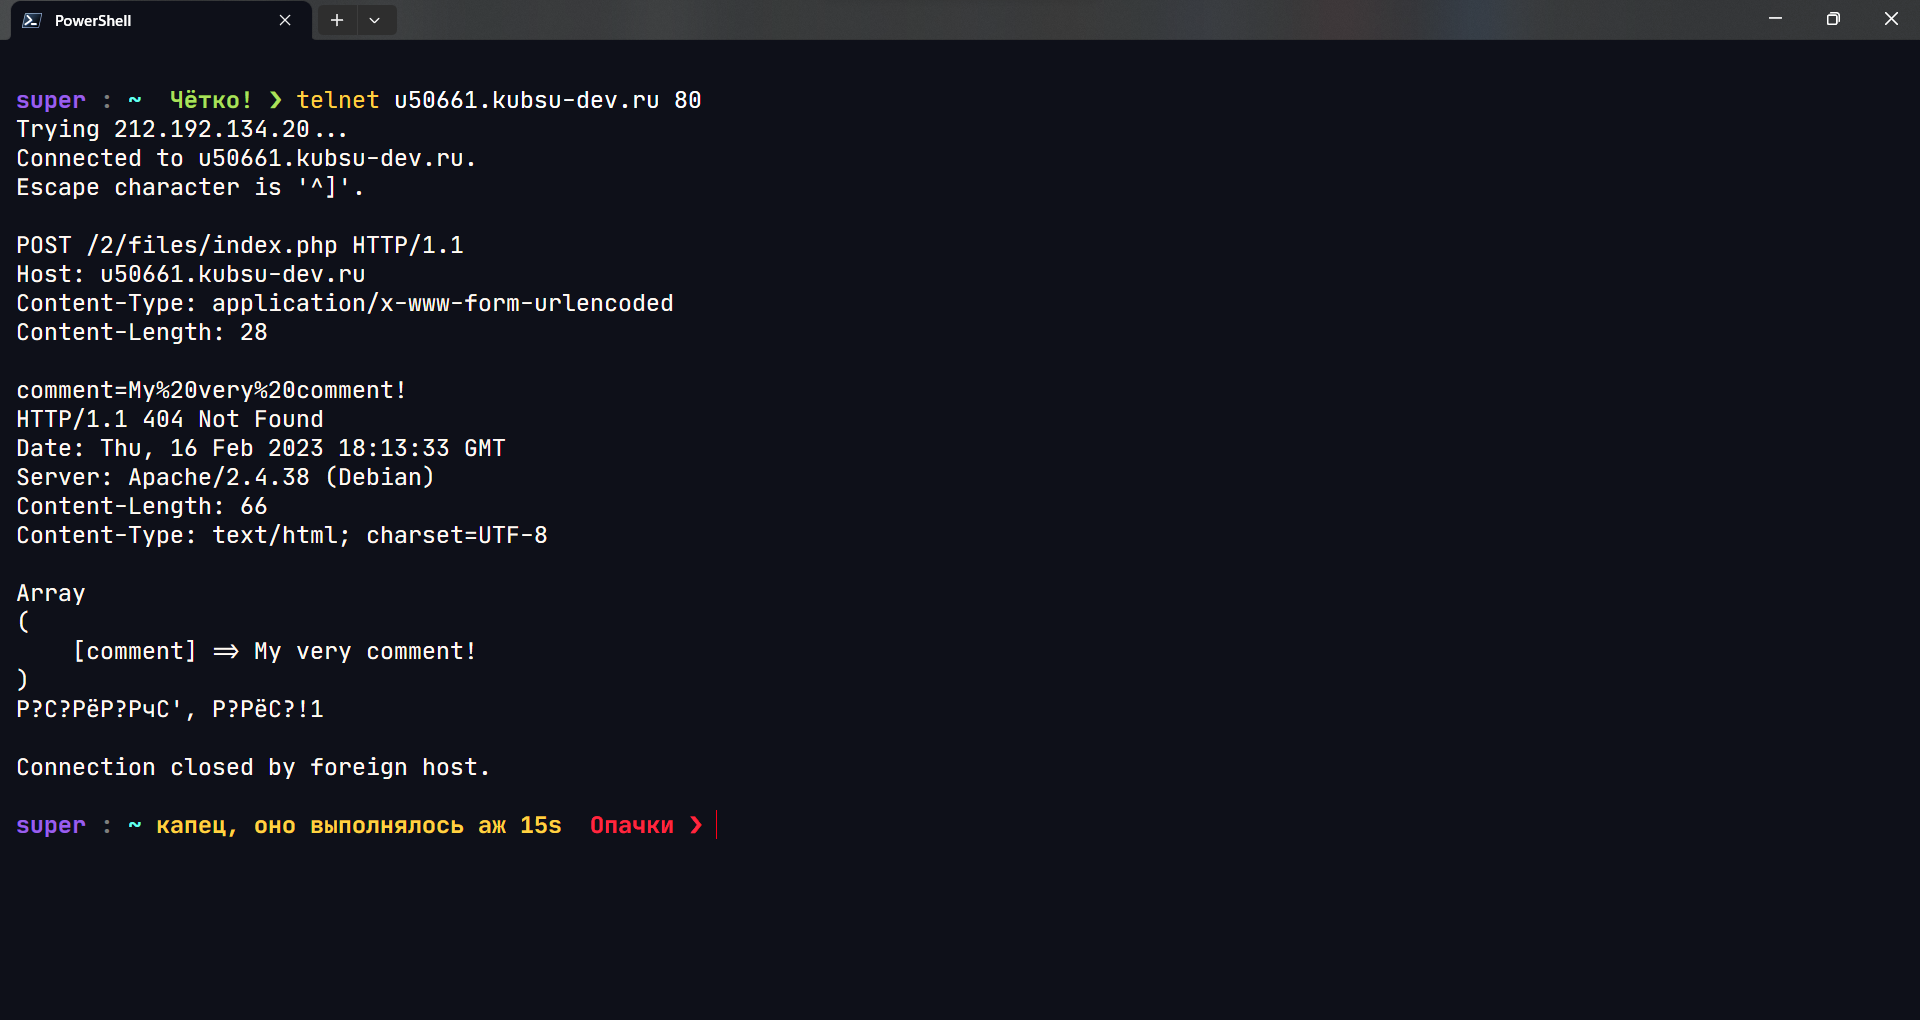 PowerShell
super : ~ Чётко! ❯ telnet u50661.kubsu-dev.ru 80
Trying 212.192.134.20...
Connected to u50661.kubsu-dev.ru.
Escape character is '^]'.
POST /2/files/index.php HTTP/1.1
Host: u50661.kubsu-dev.ru
Content-Type: application/x-www-form-urlencoded
Content-Length: 28
comment=My%20very%20comment!
HTTP/1.1 404 Not Found
Date: Thu, 16 Feb 2023 18:13:33 GMT
Server: Apache/2.4.38 (Debian)
Content-Length: 66
Content-Type: text/html; charset=UTF-8
Array
(
    [comment] => My very comment!
)
Р?С?РёР?РчС', Р?РёС?!1
Connection closed by foreign host.
super : ~ капец, оно выполнялось аж 15s Опачки ❯